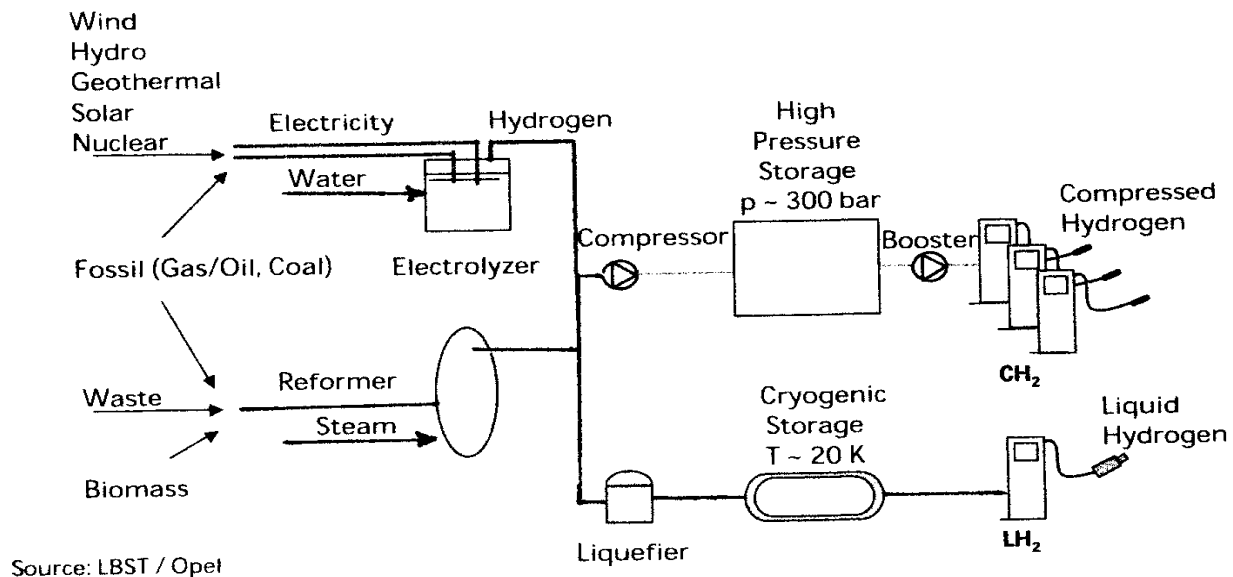 Wind
Hydro
Geothermal
Solar
Nuclear
Electricity
Hydrogen
Water
High
Pressure
Storage
p ~ 300 bar
Compressed
Hydrogen
Compressor
Booster
Fossil (Gas/Oil, Coal)
Electrolyzer
CH₂
Waste
Reformer
Steam
Biomass
Cryogenic
Storage
T ~ 20 K
Liquid
Hydrogen
Liquefier
LH₂
Source: LBST / Opel